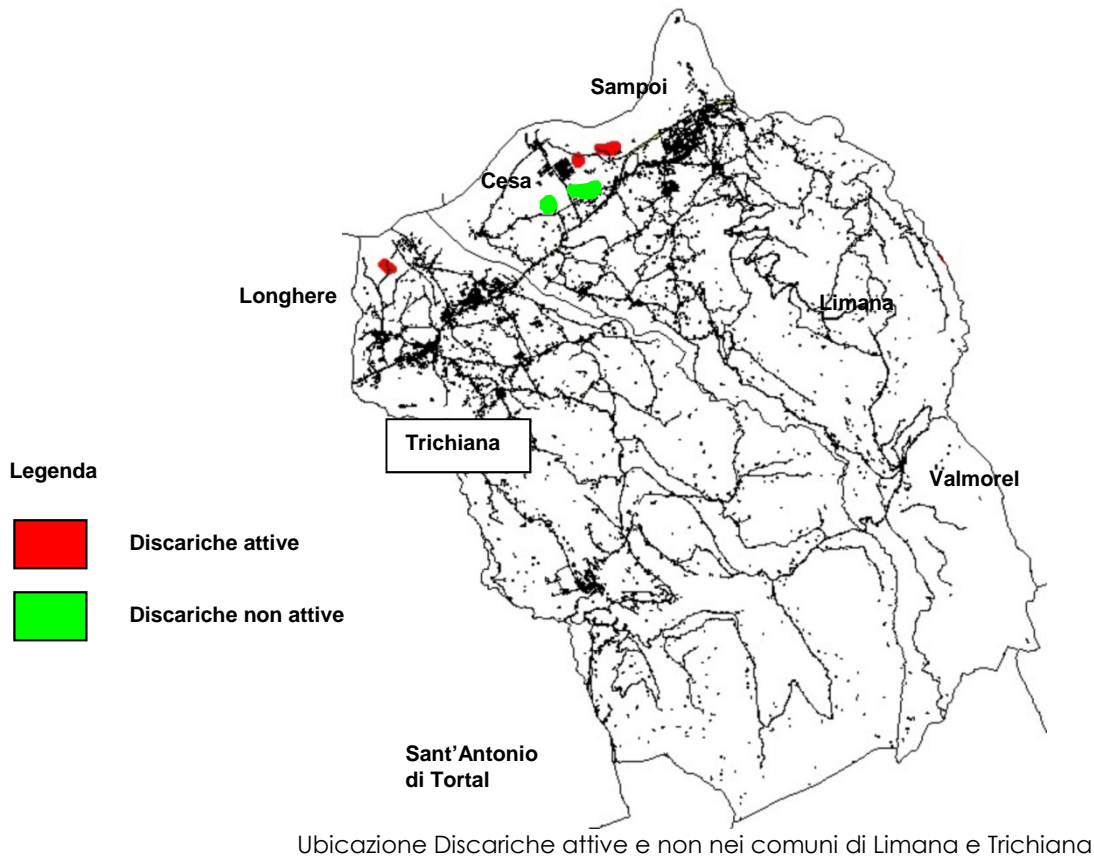 Sampoi
Cesa
Longhere
Limana
Trichiana
Legenda
Valmorel
Discariche attive
Discariche non attive
Sant'Antonio
di Tortal
Ubicazione Discariche attive e non nei comuni di Limana e Trichiana